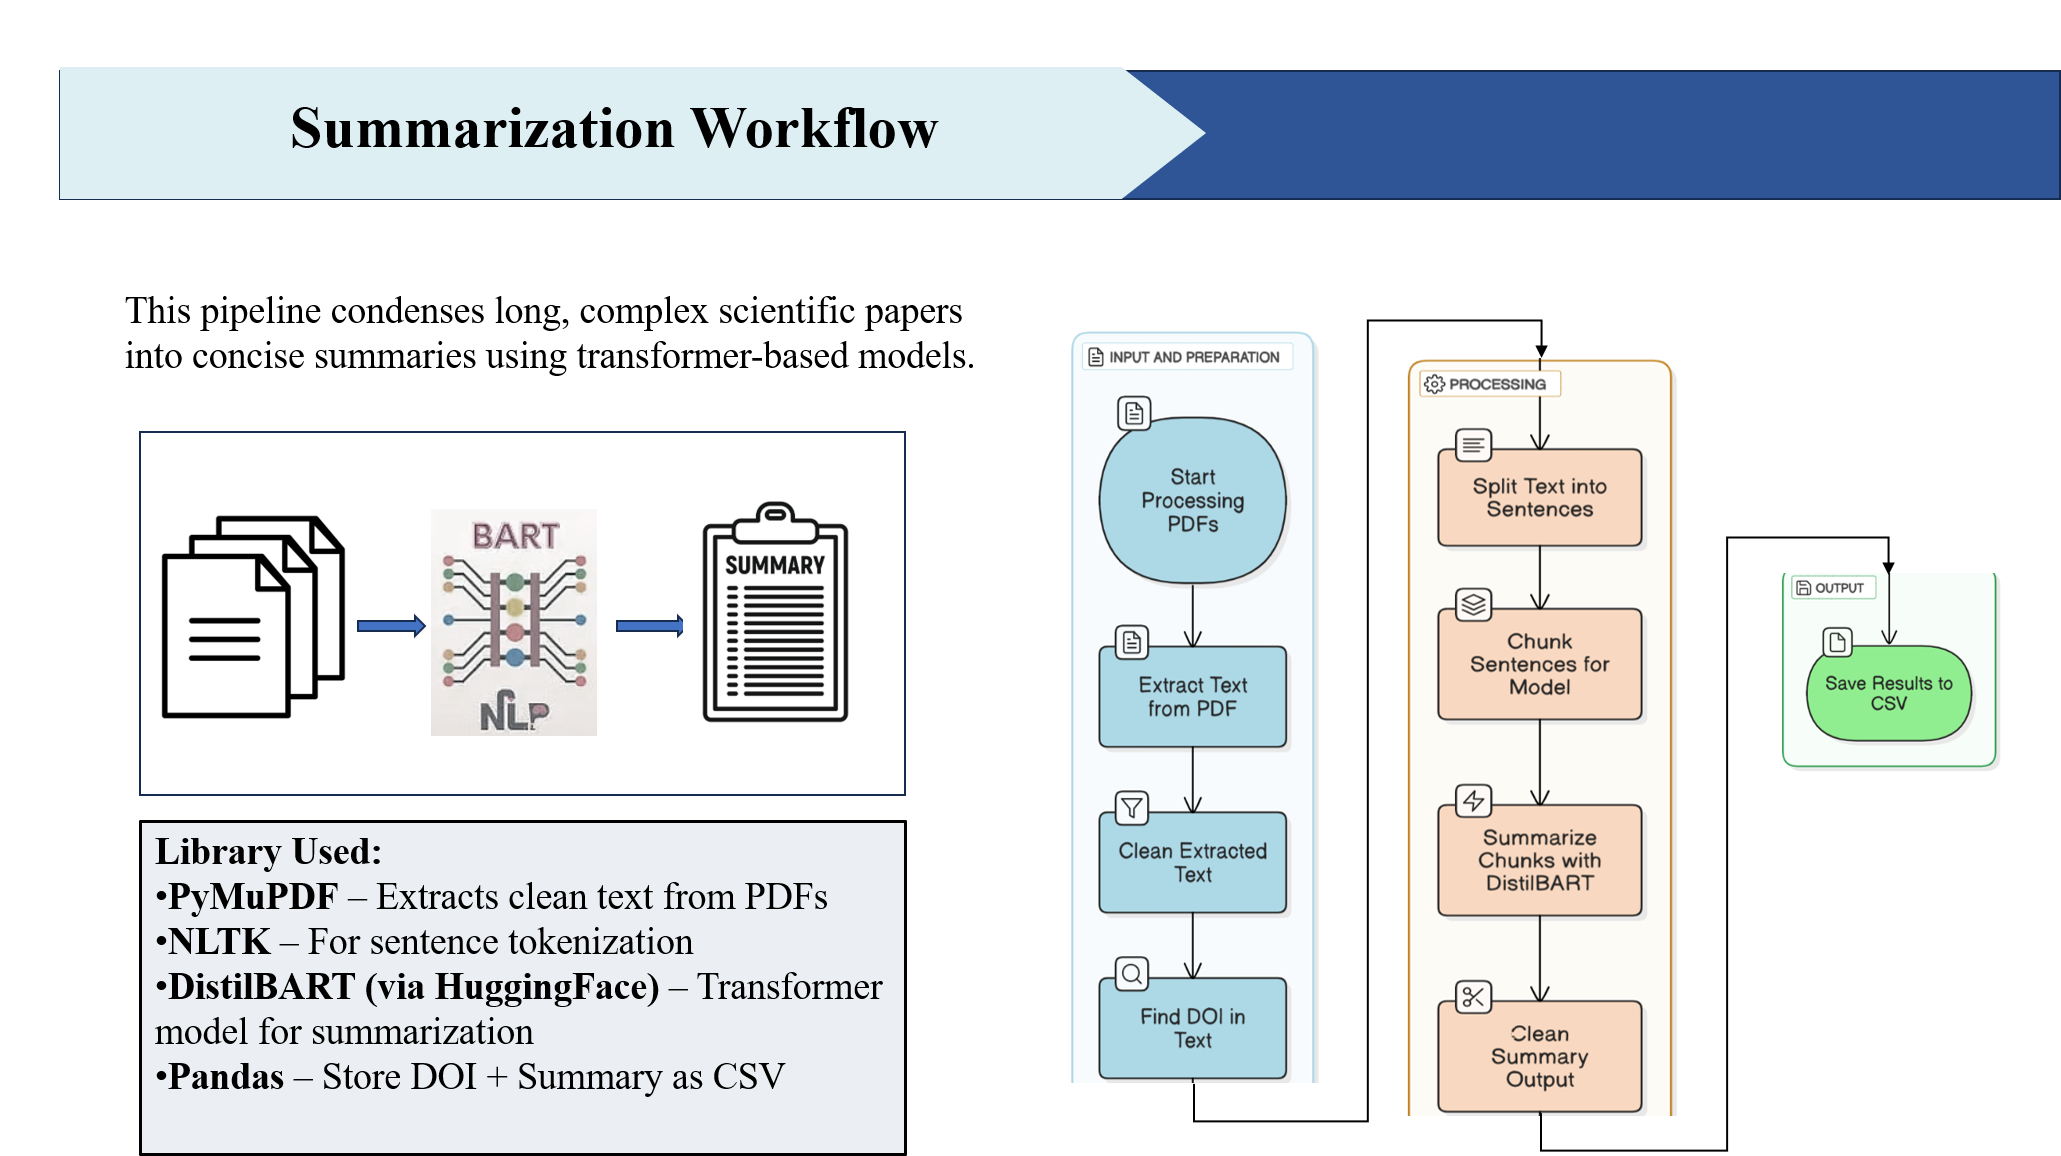 Summarization Workflow
This pipeline condenses long, complex scientific papers
into concise summaries using transformer-based models.
BART
NLP
SUMMARY
Library Used:
•PyMuPDF – Extracts clean text from PDFs
•NLTK – For sentence tokenization
•DistilBART (via HuggingFace) – Transformer
model for summarization
•Pandas – Store DOI + Summary as CSV
INPUT AND PREPARATION
Start
Processing
PDFs
Extract Text
from PDF
Clean Extracted
Text
Find DOI in
Text
PROCESSING
Split Text into
Sentences
Chunk
Sentences for
Model
Summarize
Chunks with
DistilBART
Clean
Summary
Output
OUTPUT
Save Results to
CSV